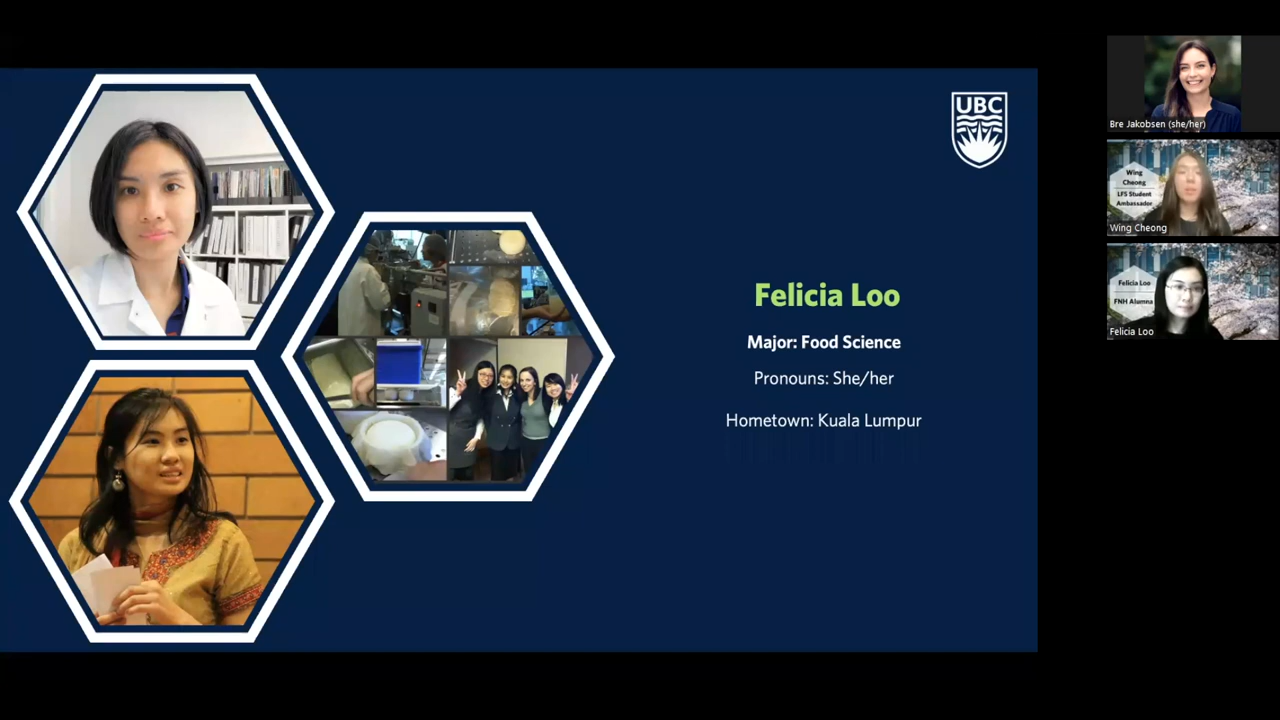 UBC
Felicia Loo
Major: Food Science
Pronouns: She/her
Hometown: Kuala Lumpur
Bre Jakobsen (she/her)
Wing
Cheong
LFS Student
Ambassador
Wing Cheong
Felicia Loo
FNH Alumna
Felicia Loo